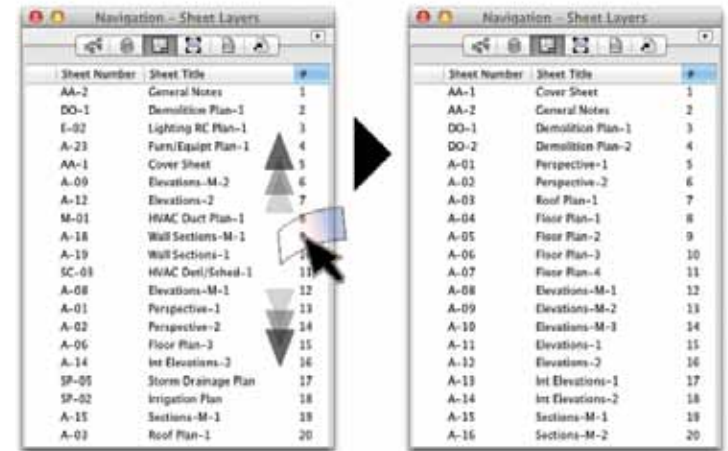 Navigation - Sheet Layers
Sheet Number Sheet Title #
AA-2 General Notes 1
DO-1 Demolition Plan-1 2
E-02 Lighting RC Plan-1 3
A-23 Furn/Equipt Plan-1 4
AA-1 Cover Sheet 5
A-09 Elevations-M-2 6
A-12 Elevations-2 7
M-01 HVAC Duct Plan-1 8
A-18 Wall Sections-M-1
A-19 Wall Sections-1 10
SC-03 HVAC Detl/Sched-1 11
A-08 Elevations-M-1 12
A-01 Perspective-1 13
A-02 Perspective-2 14
A-06 Floor Plan-3 15
A-14 Int Elevations-2 16
SP-05 Storm Drainage Plan 17
SP-02 Irrigation Plan 18
A-15 Sections-M-1 19
A-03 Roof Plan-1 20
Navigation - Sheet Layers
Sheet Number Sheet Title #
AA-1 Cover Sheet 1
AA-2 General Notes 2
DO-1 Demolition Plan-1 3
DO-2 Demolition Plan-2 4
A-01 Perspective-1 5
A-02 Perspective-2 6
A-03 Roof Plan-1 7
A-04 Floor Plan-1 8
A-05 Floor Plan-2 9
A-06 Floor Plan-3 10
A-07 Floor Plan-4 11
A-08 Elevations-M-1 12
A-09 Elevations-M-2 13
A-10 Elevations-M-3 14
A-11 Elevations-1 15
A-12 Elevations-2 16
A-13 Int Elevations-1 17
A-14 Int Elevations-2 18
A-15 Sections-M-1 19
A-16 Sections-M-2 20